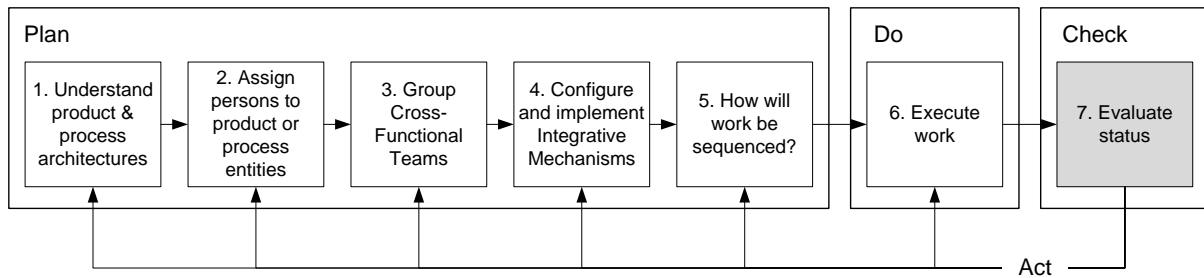 Plan
Do
Check
1. Understand
product &
process
architectures
2. Assign
persons to
product or
process
entities
3. Group
Cross-
Functional
Teams
4. Configure
and implement
Integrative
Mechanisms
5. How will
work be
sequenced?
6. Execute
work
7. Evaluate
status
Act